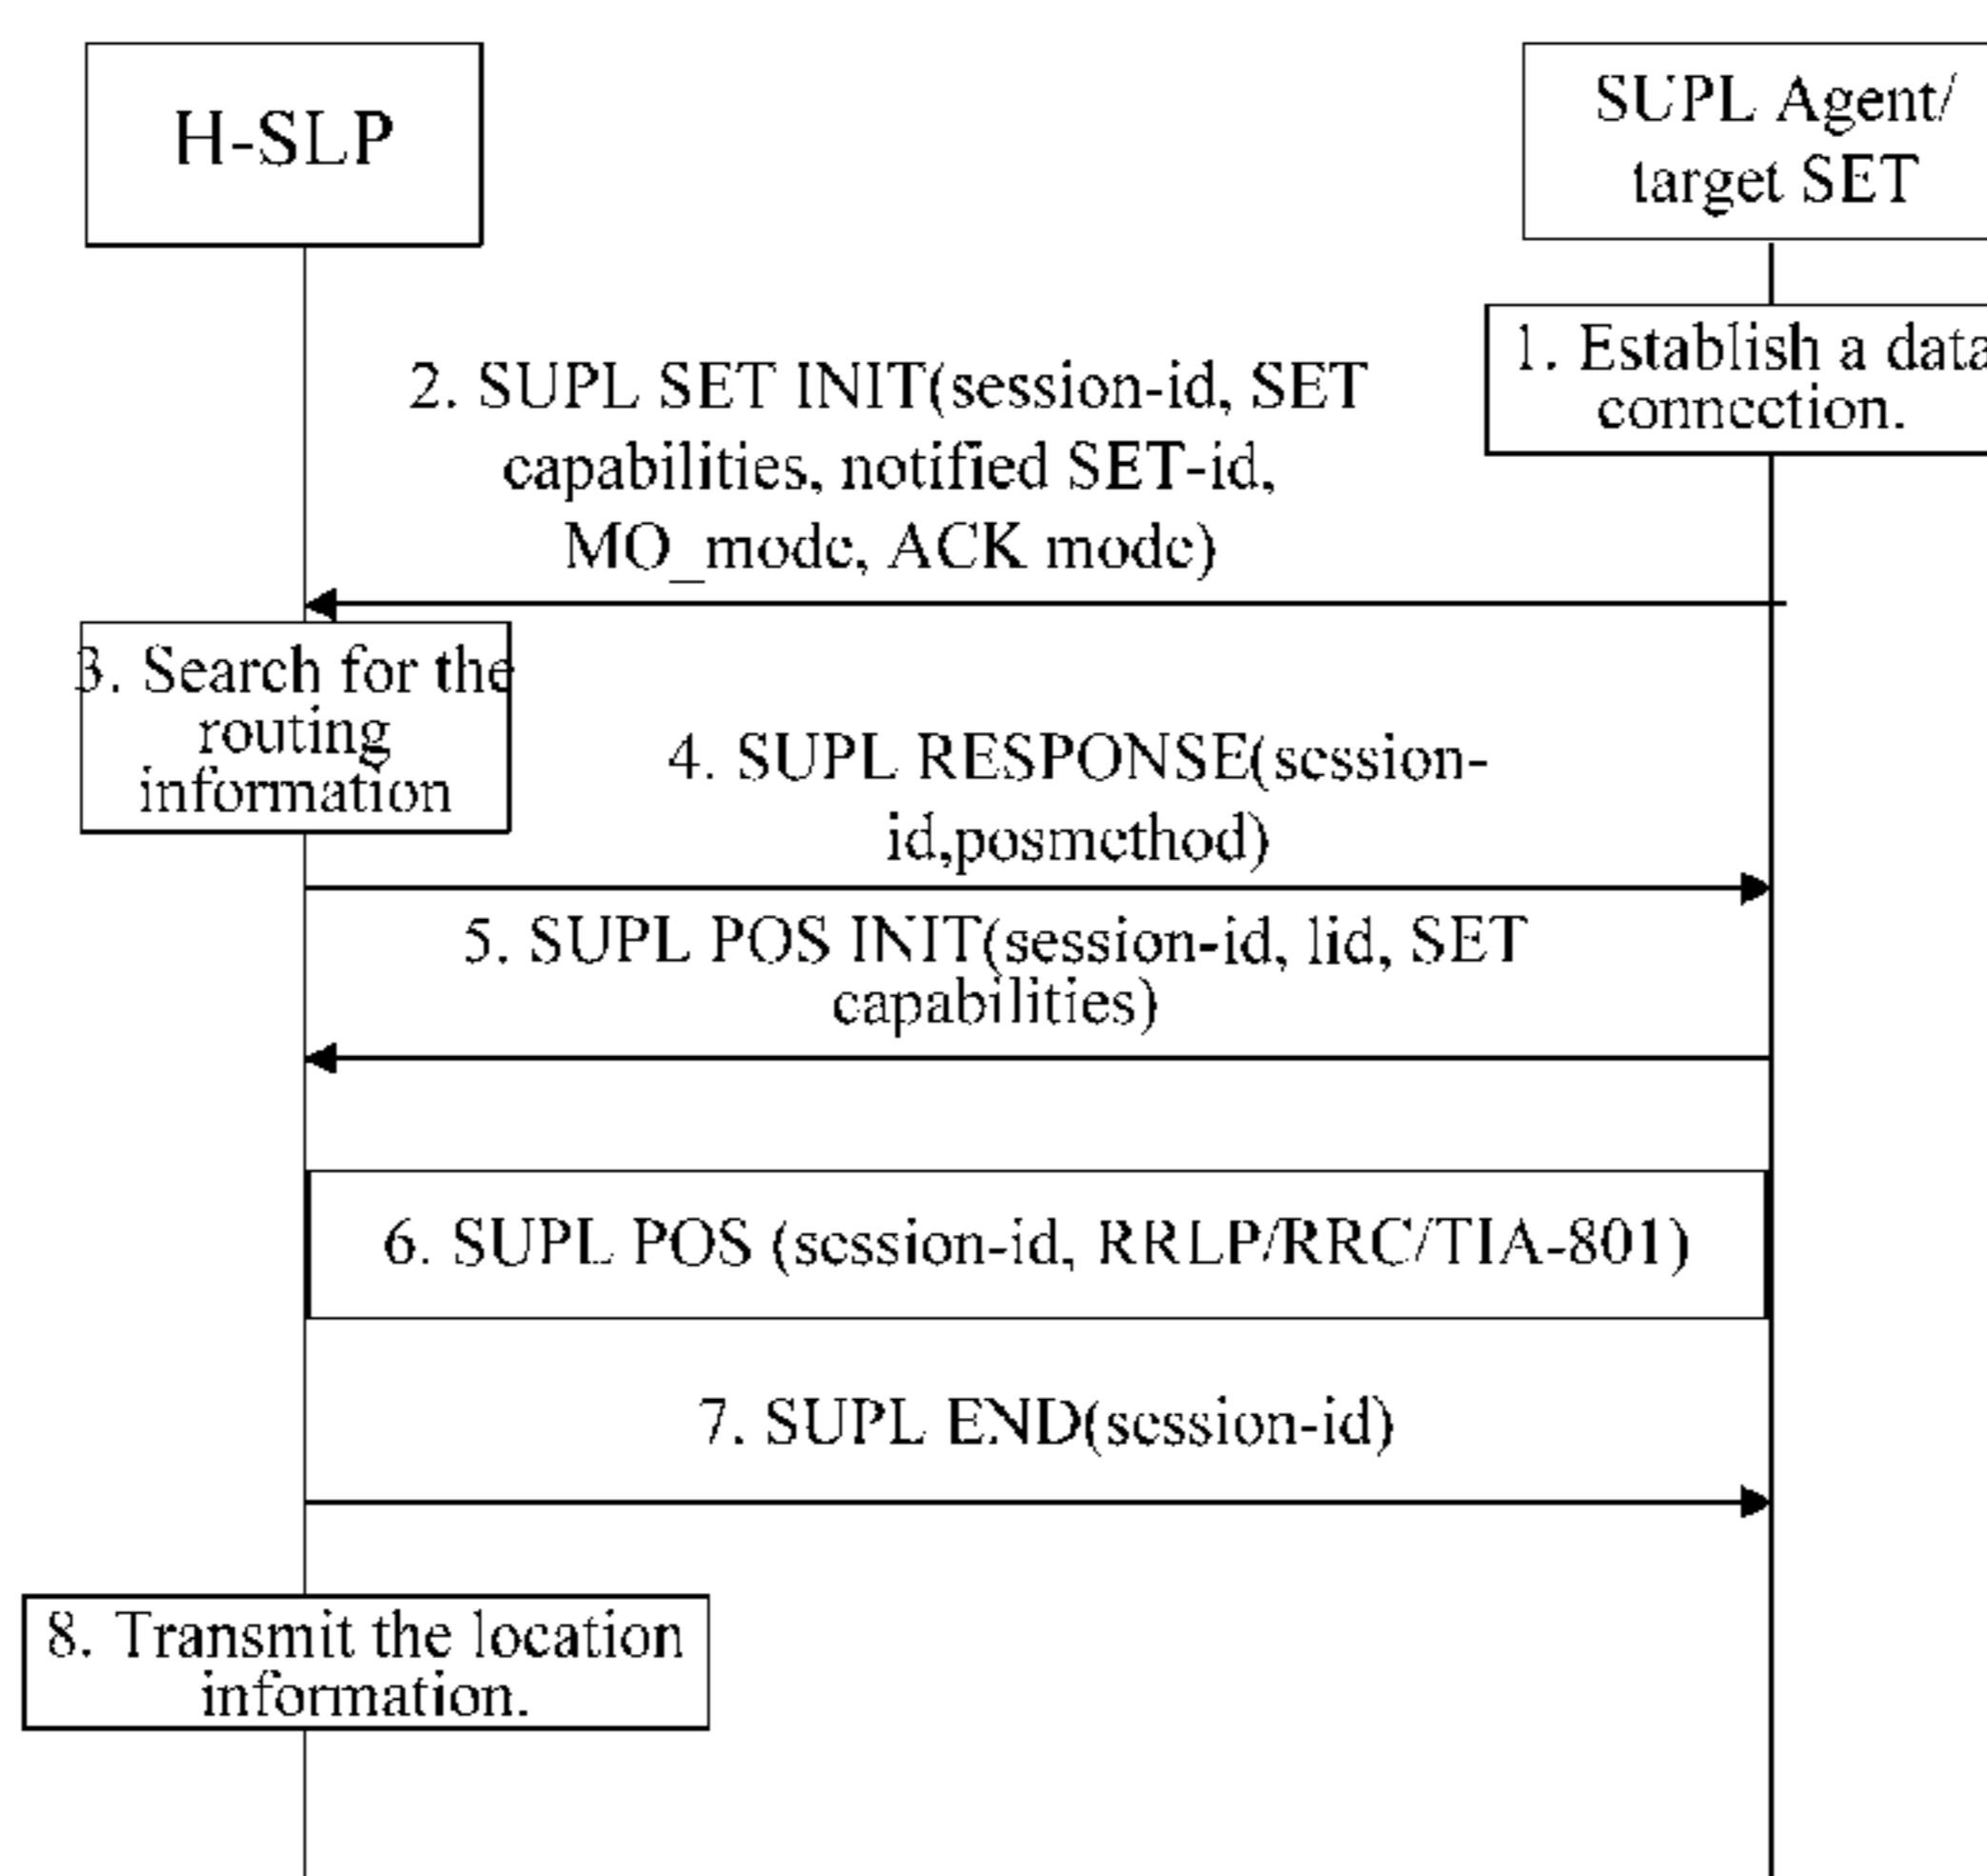 H-SLP
SUPL Agent/
target SET
1. Establish a data
connection.
2. SUPL SET INIT(session-id, SET
capabilities, notified SET-id,
MO_mode, ACK mode)
3. Search for the
routing
information
4. SUPL RESPONSE(session-
id,posmethod)
5. SUPL POS INIT(session-id, lid, SET
capabilities)
6. SUPL POS (session-id, RRLP/RRC/TIA-801)
7. SUPL END(session-id)
8. Transmit the location
information.